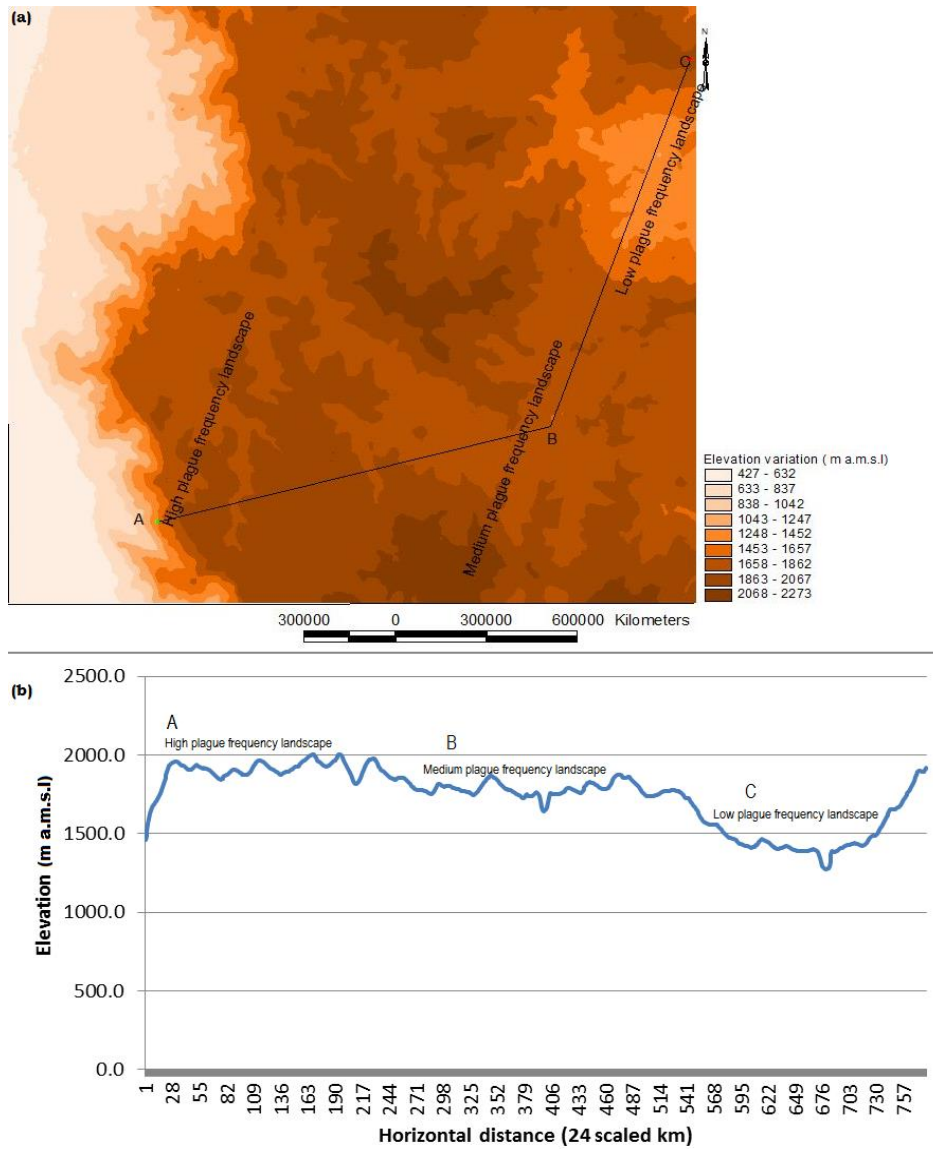 (a)
N
C
Low plague frequency landscape
High plague frequency landscape
Medium plague frequency landscape
B
A
Elevation variation ( m a.m.s.l)
427 - 632
633 - 837
838 - 1042
1043 - 1247
1248 - 1452
1453 - 1657
1658 - 1862
1863 - 2067
2068 - 2273
300000 0 300000 600000 Kilometers
(b)
2500.0
2000.0
1500.0
1000.0
500.0
0.0
Elevation (m a.m.s.l)
A
High plague frequency landscape
B
Medium plague frequency landscape
C
Low plague frequency landscape
1 28 55 82 109 136 163 190 217 244 271 298 325 352 379 406 433 460 487 514 541 568 595 622 649 676 703 730 757
Horizontal distance (24 scaled km)